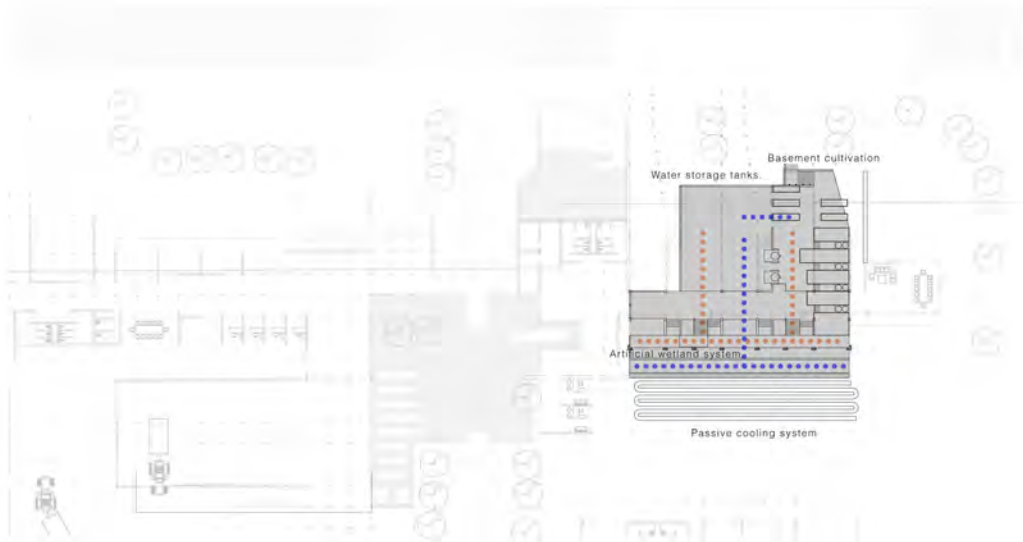 Basement cultivation
Water storage tanks.
Artificial wetland system
Passive cooling system